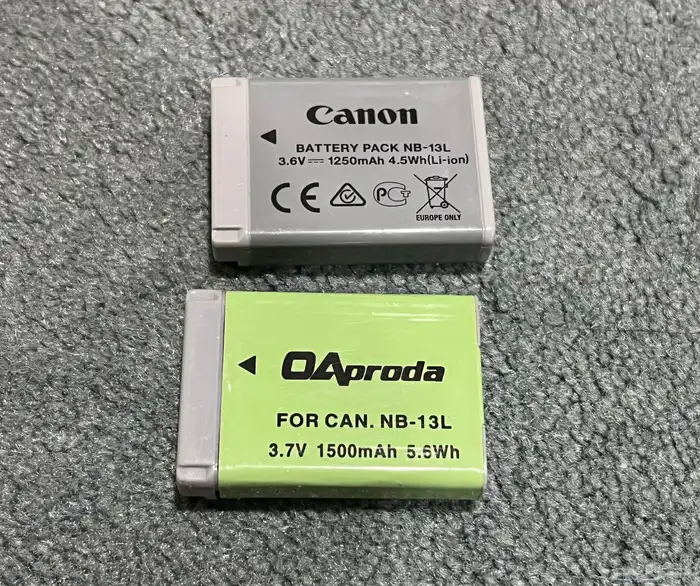 Canon
BATTERY PACK NB-13L
3.6V⎓ 1250mAh 4.5Wh(Li-ion)
CE PCT
EUROPE ONLY
OAproda
FOR CAN. NB-13L
3.7V 1500mAh 5.6Wh